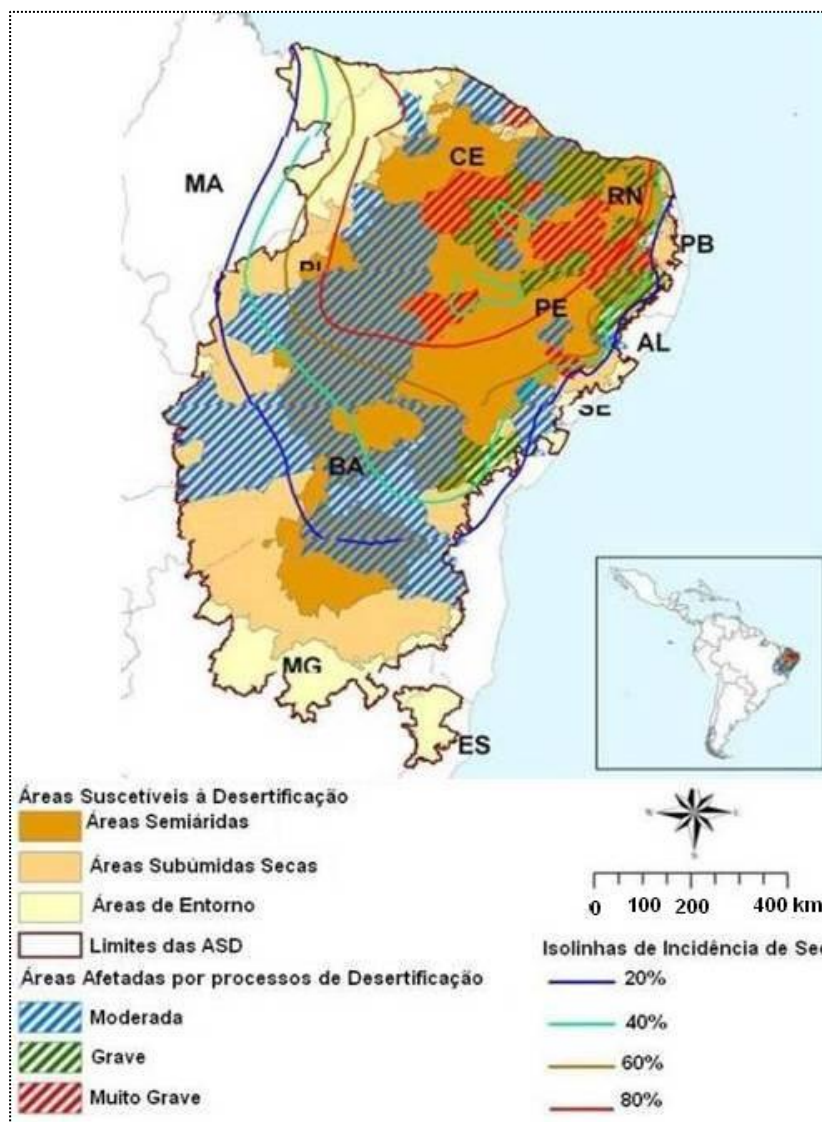 MA
CE
RN
PB
PE
AL
SE
BA
MG
ES
Áreas Suscetíveis à Desertificação
Áreas Semiáridas
Áreas Subúmidas Secas
Áreas de Entorno
Limites das ASD
Áreas Afetadas por processos de Desertificação
Moderada
Grave
Muito Grave
0 100 200 400 km
Isolinhas de Incidência de Sec
20%
40%
60%
80%